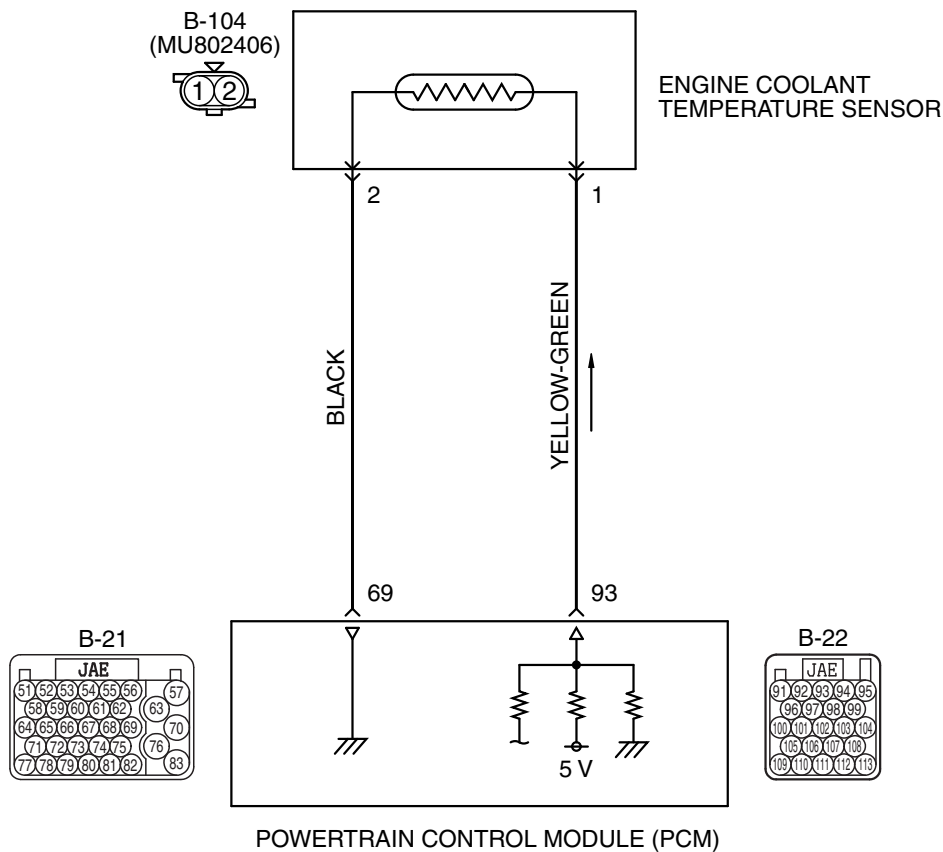 B-104
(MU802406)
1 2
ENGINE COOLANT
TEMPERATURE SENSOR
2
1
BLACK
YELLOW-GREEN
69
93
B-21
JAE
51 52 53 54 55 56 57
58 59 60 61 62 63
64 65 66 67 68 69 70
71 72 73 74 75 76
77 78 79 80 81 82 83
5 V
B-22
JAE
91 92 93 94 95
96 97 98 99
100 101 102 103 104
105 106 107 108
109 110 111 112 113
POWERTRAIN CONTROL MODULE (PCM)